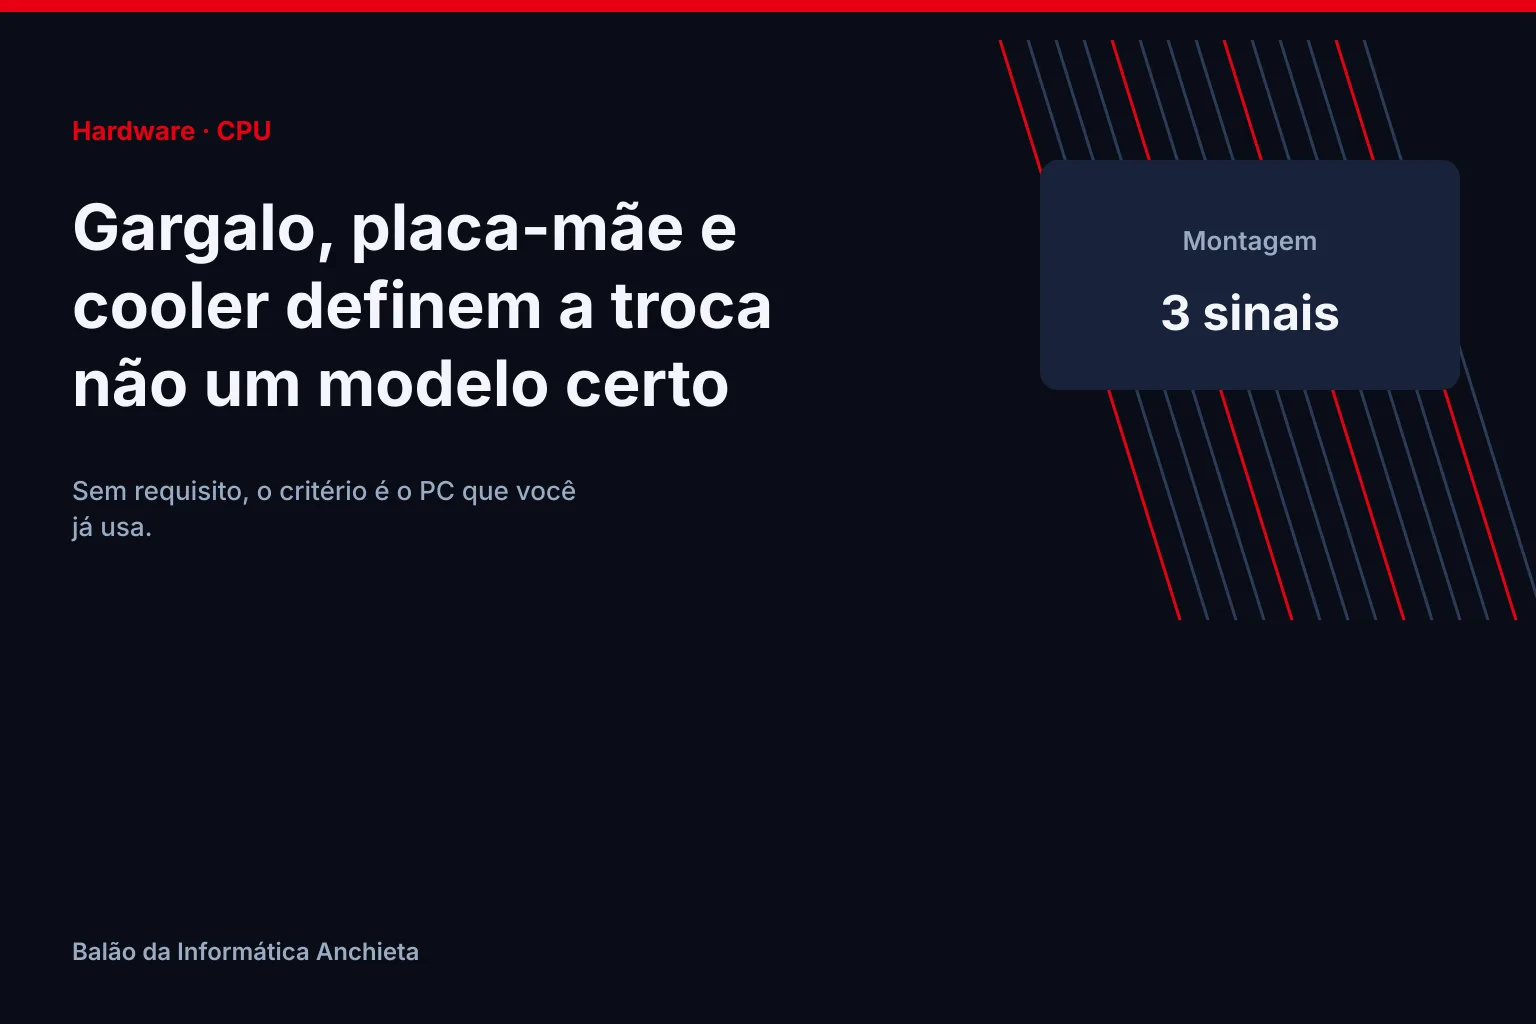 Hardware · CPU
Gargalo, placa-mãe e
cooler definem a troca
não um modelo certo
Sem requisito, o critério é o PC que você
já usa.
Montagem
3 sinais
Balão da Informática Anchieta